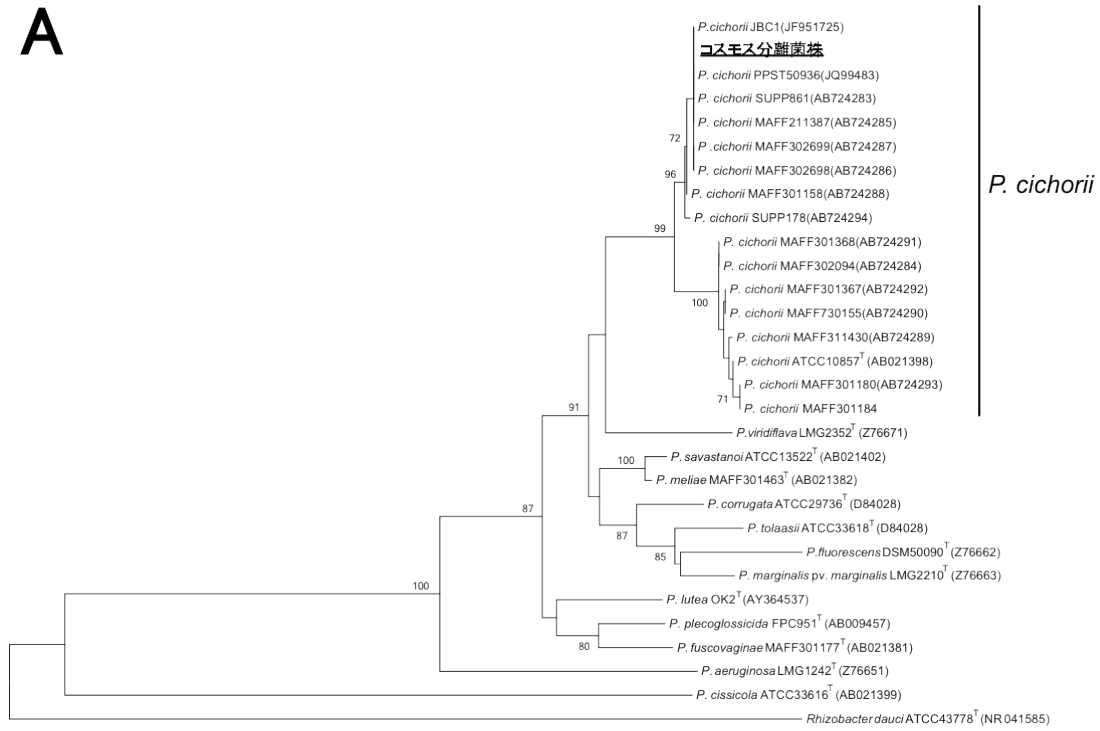 A
P.cichorii JBC1(JF951725)
コスモス分離菌株
P. cichorii PPST50936(JQ99483)
P. cichorii SUPP861(AB724283)
P. cichorii MAFF211387(AB724285)
72
P .cichorii MAFF302699(AB724287)
P. cichorii MAFF302698(AB724286)
96
P. cichorii
P. cichorii MAFF301158(AB724288)
P. cichorii SUPP178(AB724294)
99
P. cichorii MAFF301368(AB724291)
P. cichorii MAFF302094(AB724284)
P. cichorii MAFF301367(AB724292)
100
P. cichorii MAFF730155(AB724290)
P. cichorii MAFF311430(AB724289)
P. cichorii ATCC10857T (AB021398)
P. cichorii MAFF301180(AB724293)
71
P. cichorii MAFF301184
91
P.viridiflava LMG2352T (Z76671)
P. savastanoi ATCC13522T (AB021402)
100
P. meliae MAFF301463T (AB021382)
P. corrugata ATCC29736T (D84028)
87
P. tolaasii ATCC33618T (D84028)
87
85
P.fluorescens DSM50090T (Z76662)
P. marginalis pv. marginalis LMG2210T (Z76663)
100
P. lutea OK2T (AY364537)
P. plecoglossicida FPC951T (AB009457)
80
P. fuscovaginae MAFF301177T (AB021381)
P. aeruginosa LMG1242T (Z76651)
P. cissicola ATCC33616T (AB021399)
Rhizobacter dauci ATCC43778T (NR 041585)